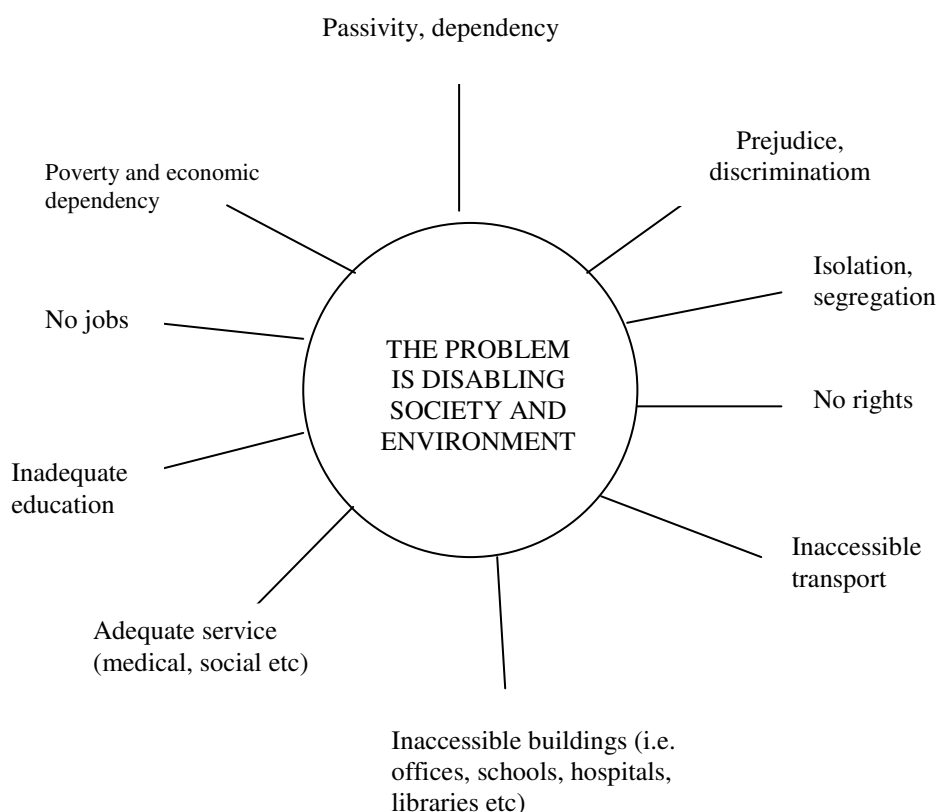 Passivity, dependency
Prejudice,
discriminatiom
Poverty and economic
dependency
Isolation,
segregation
No jobs
THE PROBLEM
IS DISABLING
SOCIETY AND
ENVIRONMENT
No rights
Inadequate
education
Inaccessible
transport
Adequate service
(medical, social etc)
Inaccessible buildings (i.e.
offices, schools, hospitals,
libraries etc)